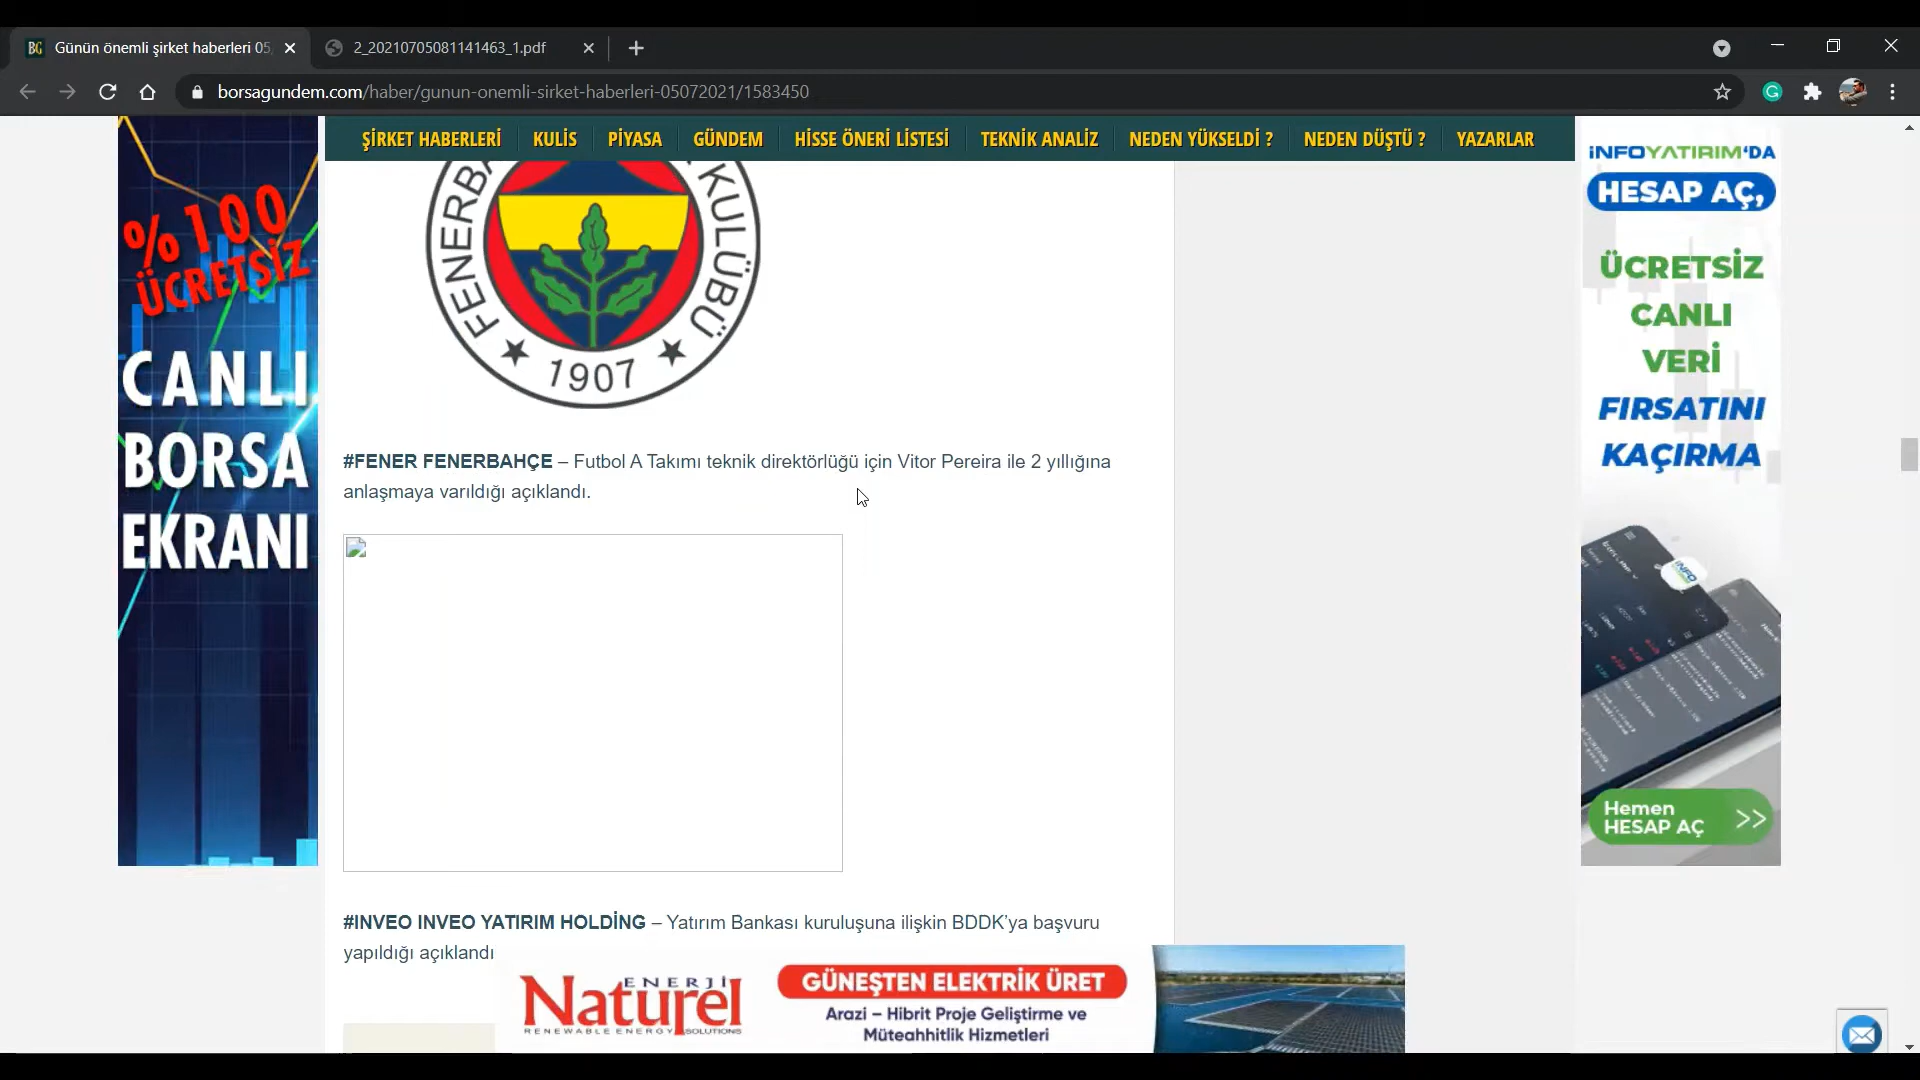 Günün önemli şirket haberleri 05
2_20210705081141463_1.pdf
borsagundem.com/haber/gunun-onemli-sirket-haberleri-05072021/1583450
ŞİRKET HABERLERİ KULİS PİYASA GÜNDEM HİSSE ÖNERİ LİSTESİ TEKNİK ANALİZ NEDEN YÜKSELDİ ? NEDEN DÜŞTÜ ? YAZARLAR
%100
ÜCRETSİZ
CANLI
BORSA
EKRANI
FENERBA KULÜBÜ
1907
#FENER FENERBAHÇE – Futbol A Takımı teknik direktörlüğü için Vitor Pereira ile 2 yıllığına
anlaşmaya varıldığı açıklandı.
#INVEO INVEO YATIRIM HOLDİNG – Yatırım Bankası kuruluşuna ilişkin BDDK'ya başvuru
yapıldığı açıklandı
ENERJİ
Naturel
RENEWABLE ENERGY SOLUTIONS
GÜNEŞTEN ELEKTRİK ÜRET
Arazi – Hibrit Proje Geliştirme ve
Müteahhitlik Hizmetleri
İNFOYATIRIM'DA
HESAP AÇ,
ÜCRETSİZ
CANLI
VERİ
FIRSATINI
KAÇIRMA
INFO
Hemen
HESAP AÇ >>